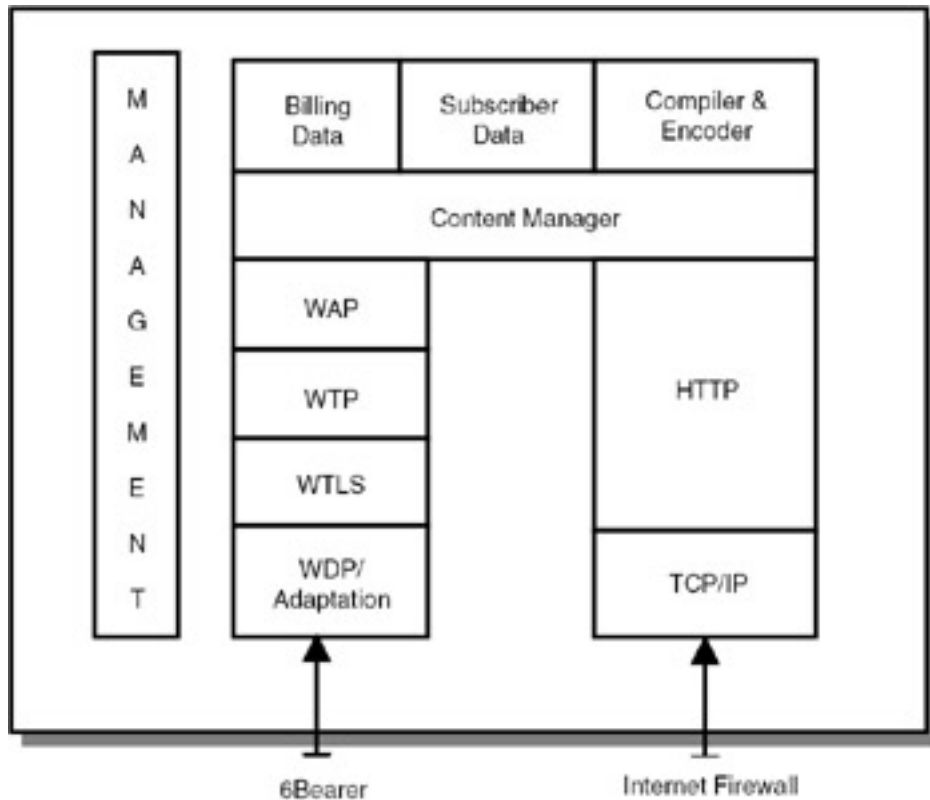 MANAGEMENT
Billing
Data
Subscriber
Data
Compiler &
Encoder
Content Manager
WAP
WTP
WTLS
WDP/
Adaptation
HTTP
TCP/IP
6Bearer
Internet Firewall